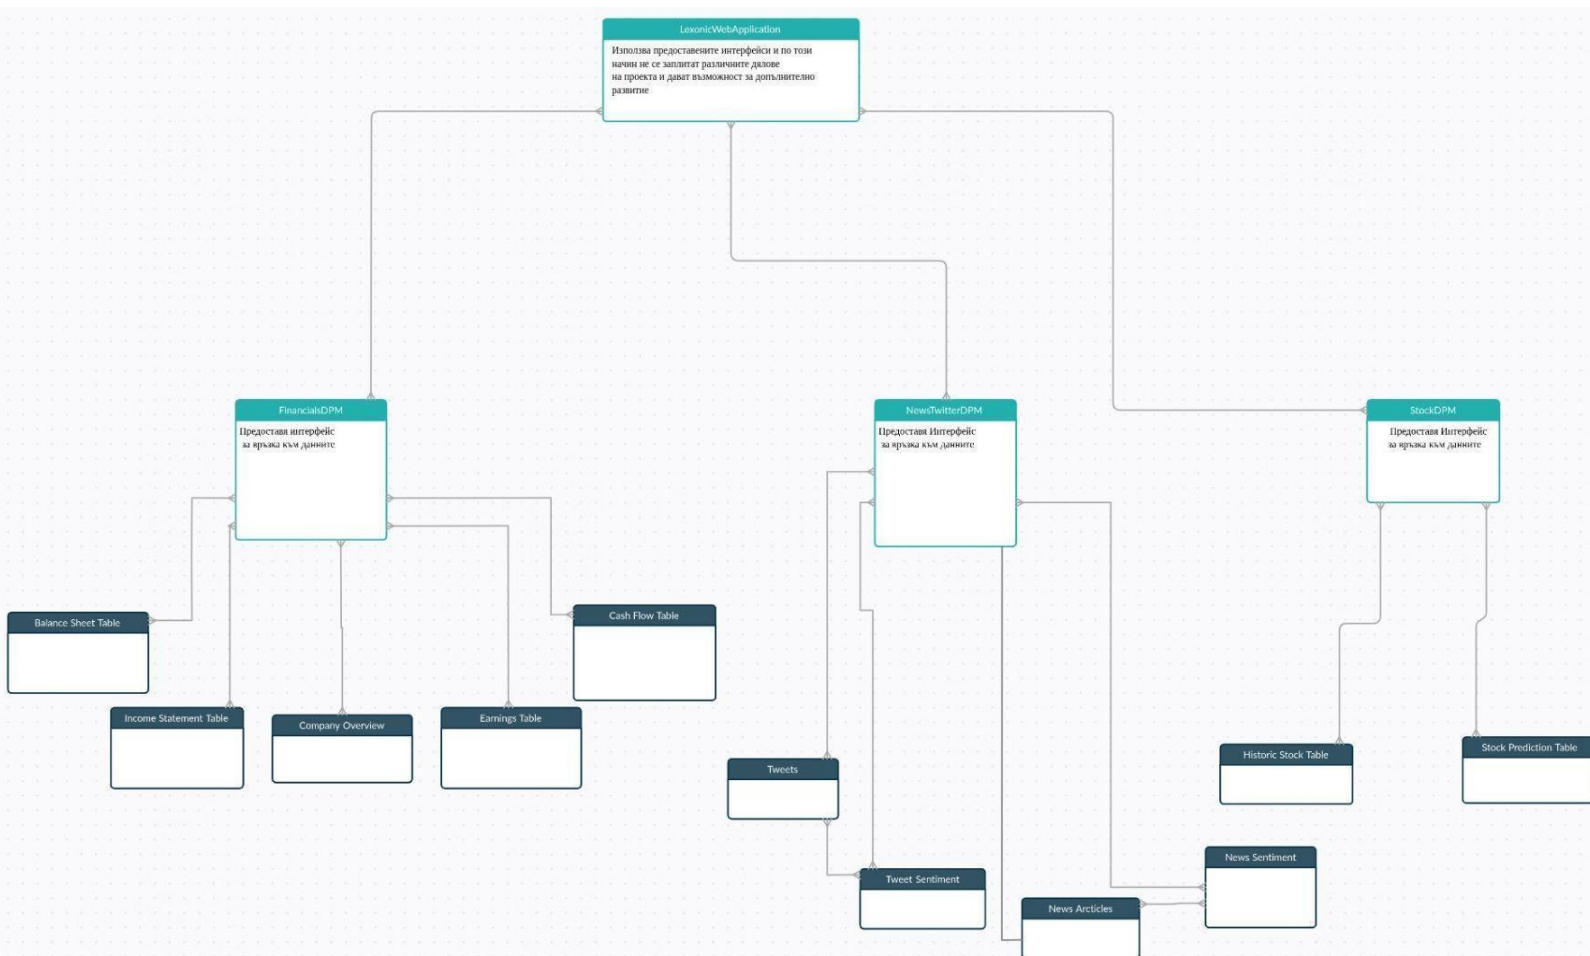 LexonicWebApplication
Използва предоставените интерфейси и по този
начин не се заплитат различните дялове
на проекта и дават възможност за допълнително
развитие
FinancialsDPM
Предоставя интерфейс
за връзка към данните
NewsTwitterDPM
Предоставя Интерфейс
за връзка към данните
StockDPM
Предоставя Интерфейс
за връзка към данните
Balance Sheet Table
Cash Flow Table
Income Statement Table
Company Overview
Earnings Table
Tweets
Historic Stock Table
Stock Prediction Table
Tweet Sentiment
News Sentiment
News Arcticles